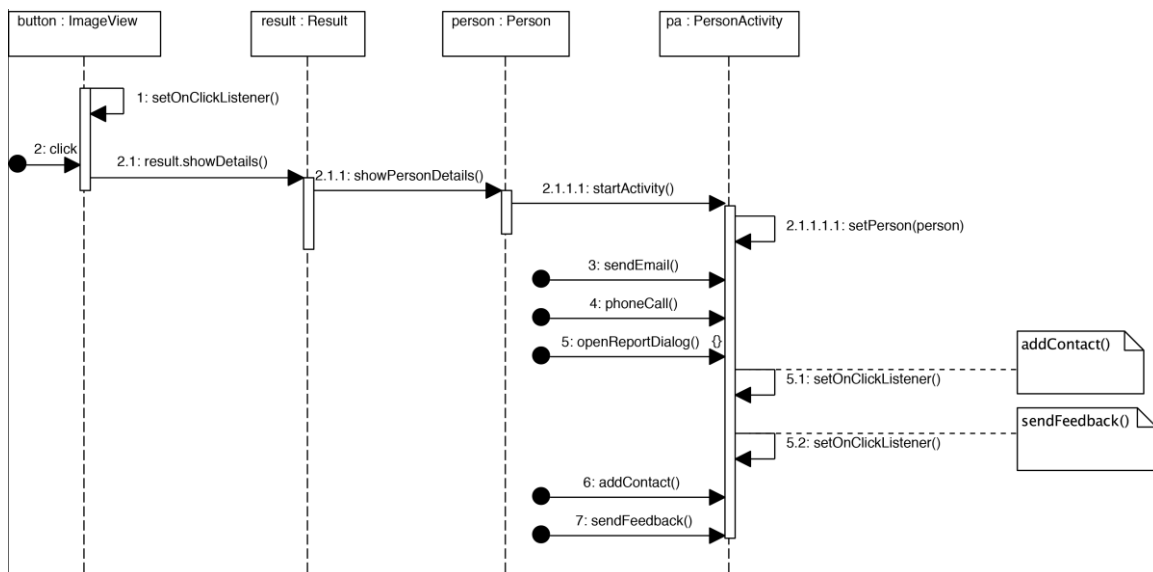 button : ImageView
result : Result
person : Person
pa : PersonActivity
1: setOnClickListener()
2: click
2.1: result.showDetails()
2.1.1: showPersonDetails()
2.1.1.1: startActivity()
2.1.1.1.1: setPerson(person)
3: sendEmail()
4: phoneCall()
5: openReportDialog() {}
addContact()
5.1: setOnClickListener()
sendFeedback()
5.2: setOnClickListener()
6: addContact()
7: sendFeedback()